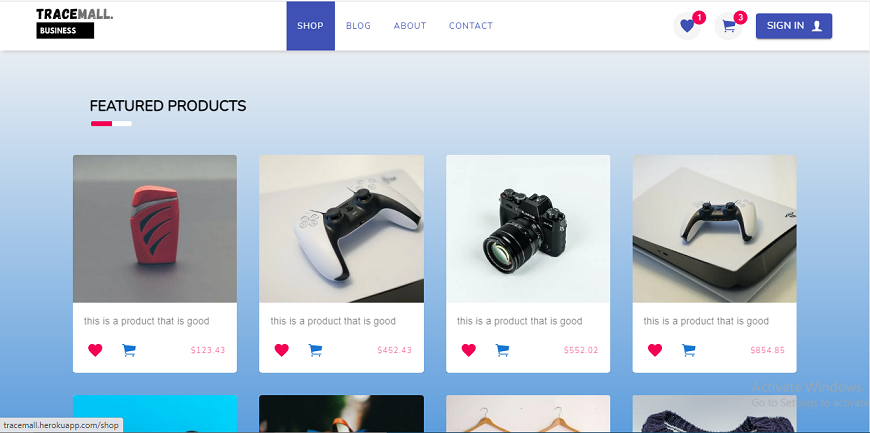 TRACEMALL.
BUSINESS
SHOP
BLOG
ABOUT
CONTACT
1
3
SIGN IN
FEATURED PRODUCTS
this is a product that is good
$123.43
this is a product that is good
$452.43
this is a product that is good
$552.02
this is a product that is good
$854.85
Activate Windows
Go to Settings to activate
tracemall.herokuapp.com/shop